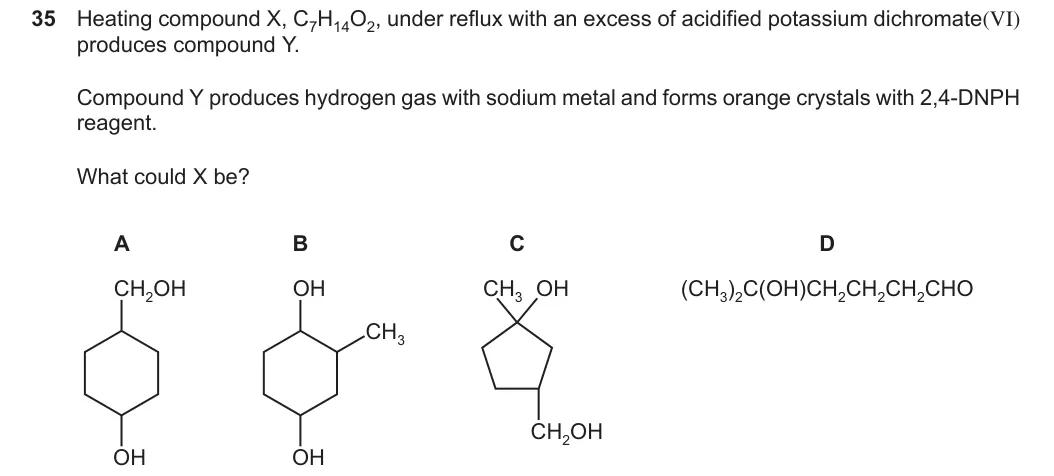 35 Heating compound X, C₇H₁₄O₂, under reflux with an excess of acidified potassium dichromate(VI)
produces compound Y.
Compound Y produces hydrogen gas with sodium metal and forms orange crystals with 2,4-DNPH
reagent.
What could X be?
A B C D
CH₂OH OH CH₃ OH (CH₃)₂C(OH)CH₂CH₂CH₂CHO
CH₃
CH₂OH
OH OH